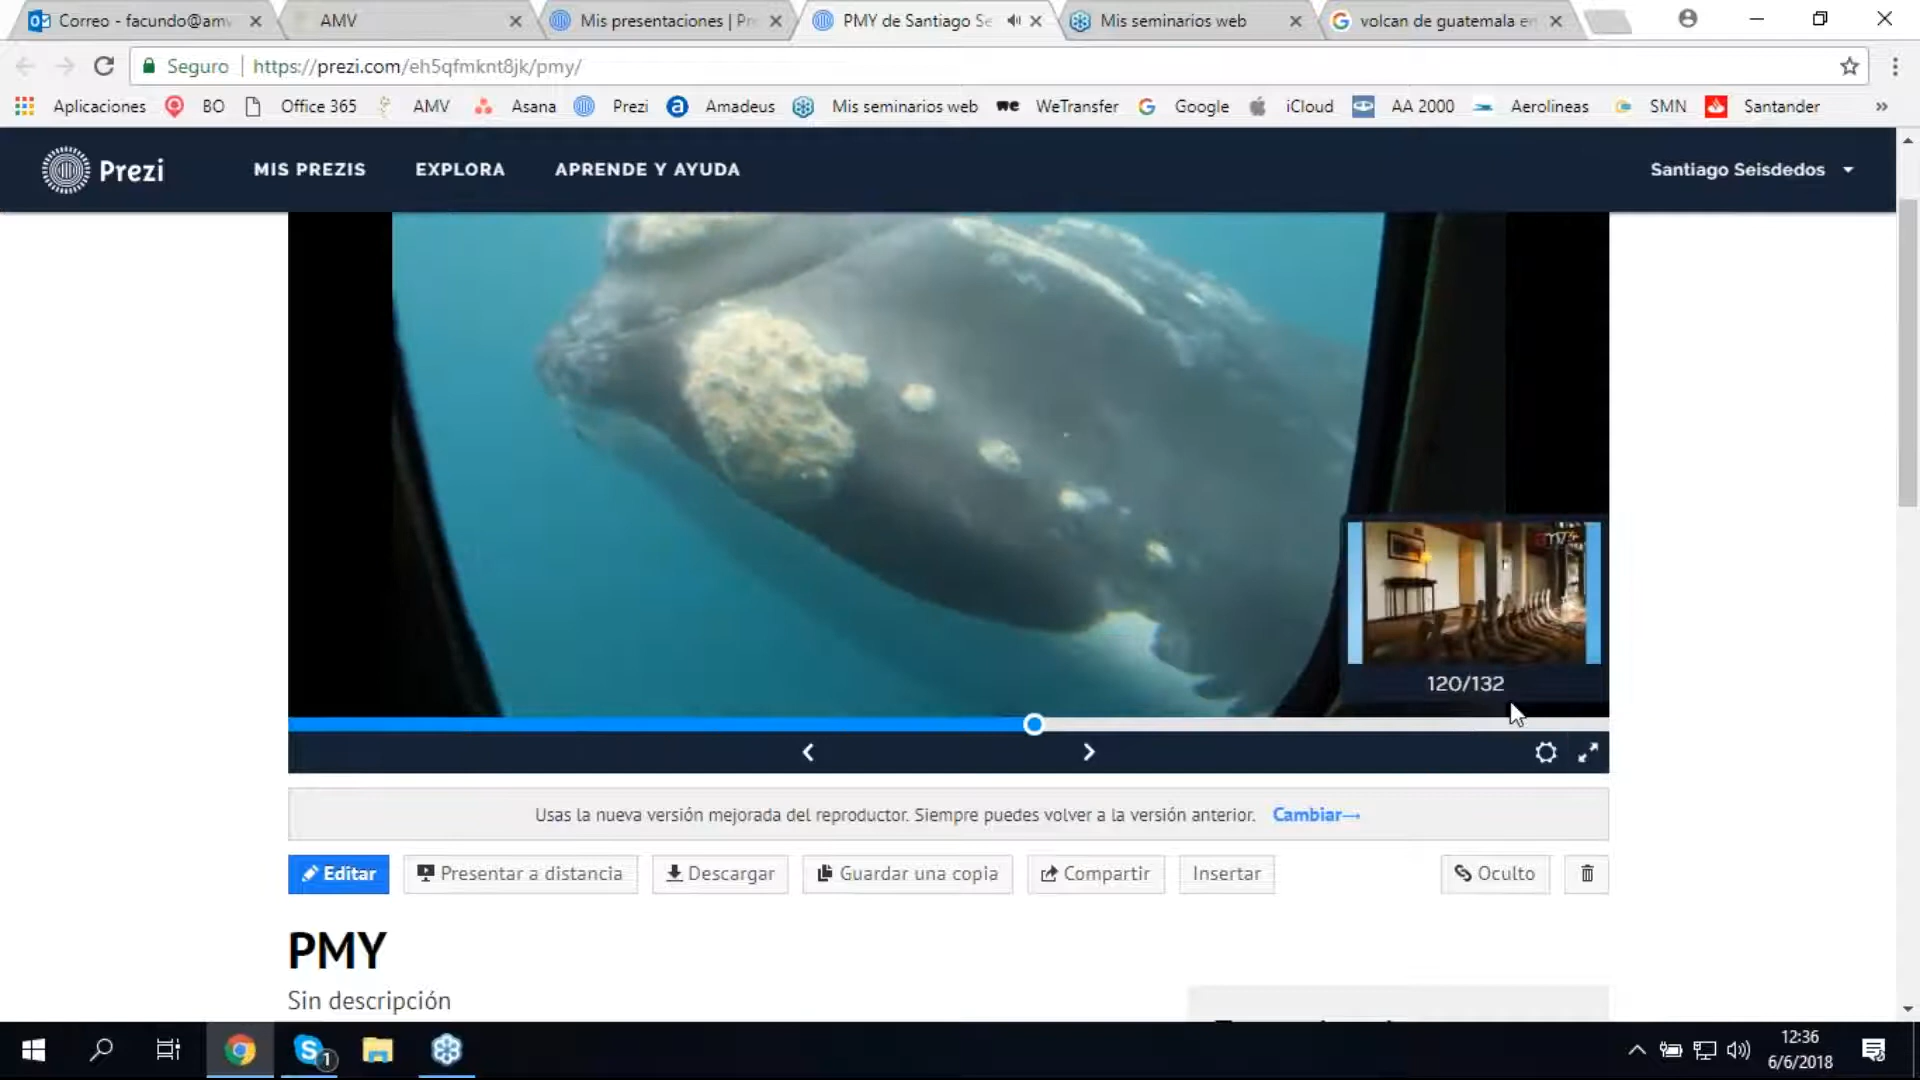 Correo - facundo@amv
AMV
Mis presentaciones | Pr
PMY de Santiago Se
Mis seminarios web
volcan de guatemala en
Seguro
https://prezi.com/eh5qfmknt8jk/pmy/
Aplicaciones
BO
Office 365
AMV
Asana
Prezi
Amadeus
Mis seminarios web
WeTransfer
Google
iCloud
AA 2000
Aerolineas
SMN
Santander
»
Prezi
MIS PREZIS
EXPLORA
APRENDE Y AYUDA
Santiago Seisdedos
120/132
Usas la nueva versión mejorada del reproductor. Siempre puedes volver a la versión anterior. Cambiar→
Editar
Presentar a distancia
Descargar
Guardar una copia
Compartir
Insertar
Oculto
PMY
Sin descripción
1
12:36
6/6/2018